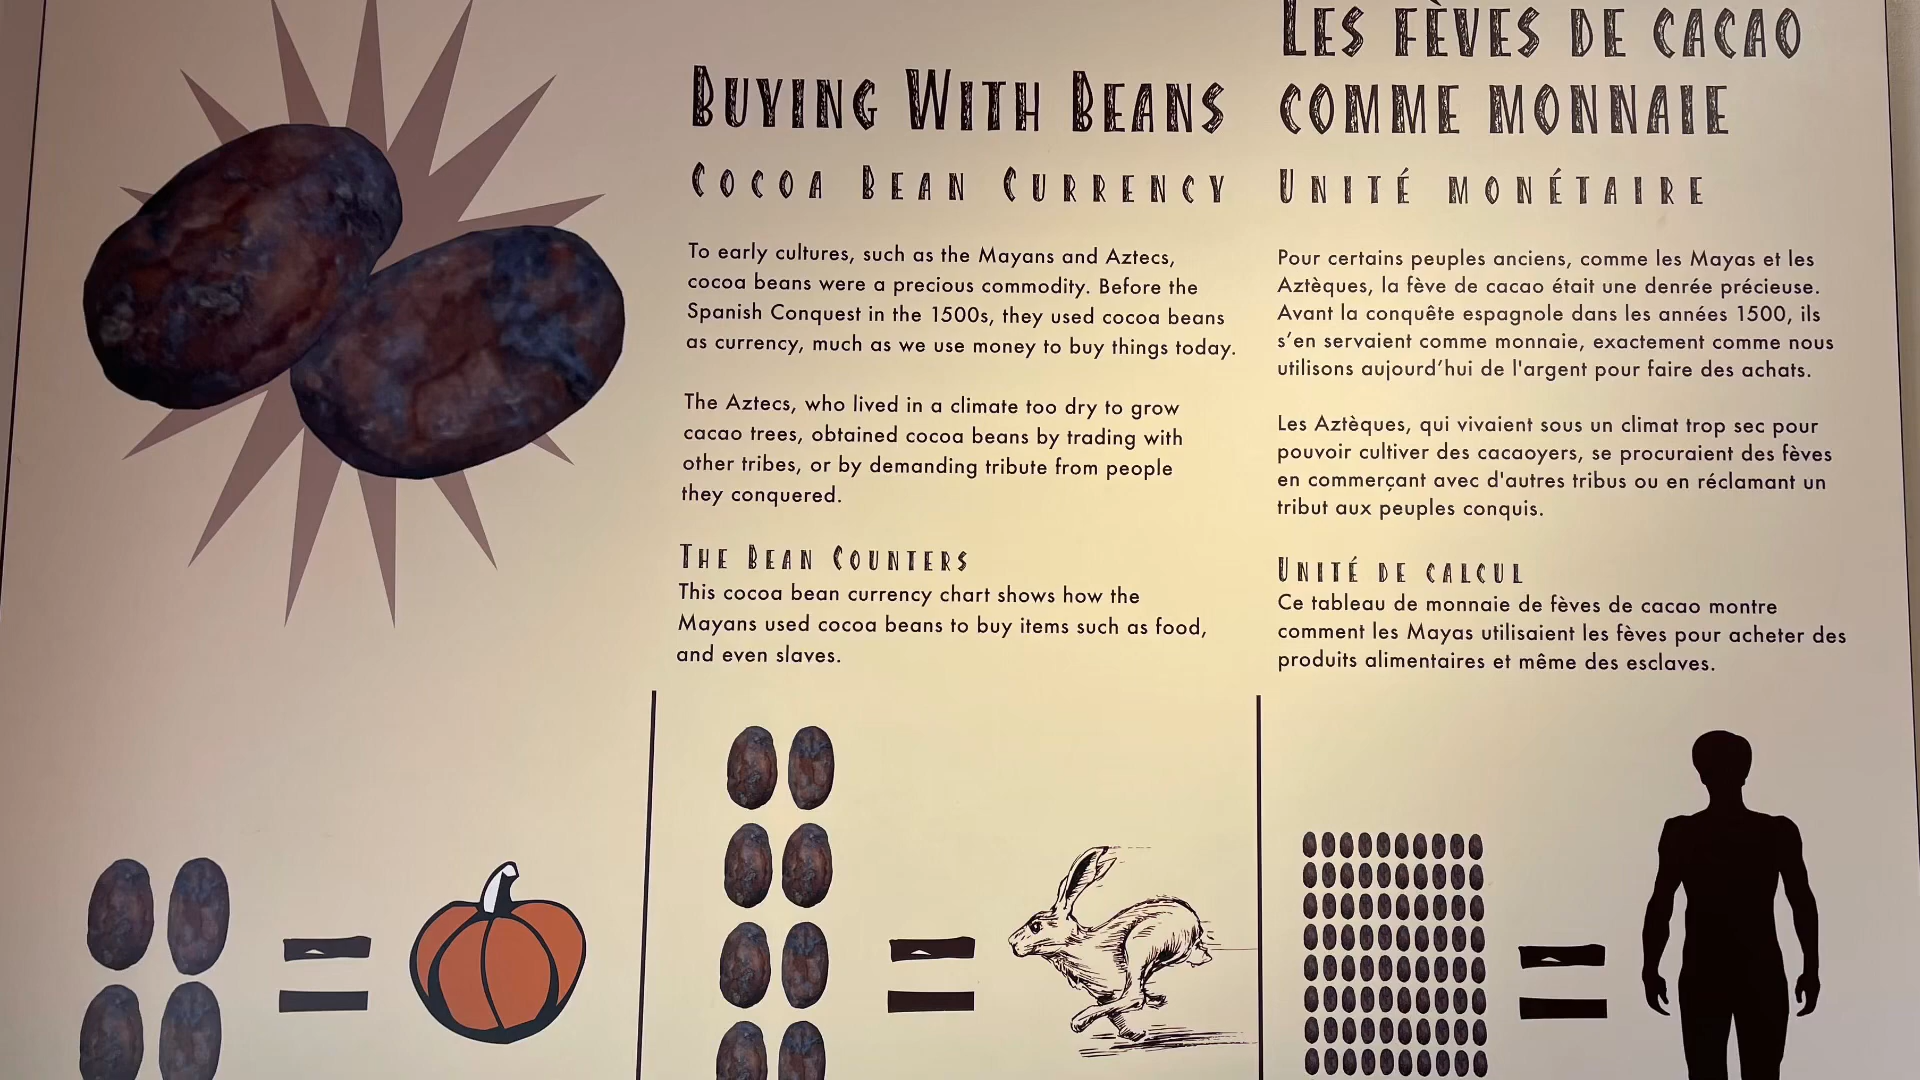 BUYING WITH BEANS
COCOA BEAN CURRENCY
To early cultures, such as the Mayans and Aztecs,
cocoa beans were a precious commodity. Before the
Spanish Conquest in the 1500s, they used cocoa beans
as currency, much as we use money to buy things today.
The Aztecs, who lived in a climate too dry to grow
cacao trees, obtained cocoa beans by trading with
other tribes, or by demanding tribute from people
they conquered.
THE BEAN COUNTERS
This cocoa bean currency chart shows how the
Mayans used cocoa beans to buy items such as food,
and even slaves.
LES FÈVES DE CACAO
COMME MONNAIE
UNITÉ MONÉTAIRE
Pour certains peuples anciens, comme les Mayas et les
Aztèques, la fève de cacao était une denrée précieuse.
Avant la conquête espagnole dans les années 1500, ils
s’en servaient comme monnaie, exactement comme nous
utilisons aujourd’hui de l'argent pour faire des achats.
Les Aztèques, qui vivaient sous un climat trop sec pour
pouvoir cultiver des cacaoyers, se procuraient des fèves
en commerçant avec d'autres tribus ou en réclamant un
tribut aux peuples conquis.
UNITÉ DE CALCUL
Ce tableau de monnaie de fèves de cacao montre
comment les Mayas utilisaient les fèves pour acheter des
produits alimentaires et même des esclaves.
=
=
=